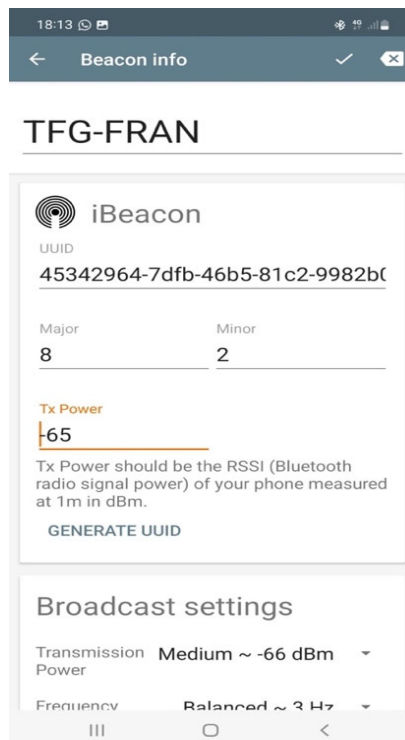 18:13
4G
Beacon info
TFG-FRAN
iBeacon
UUID
45342964-7dfb-46b5-81c2-9982b0
Major Minor
8 2
Tx Power
-65
Tx Power should be the RSSI (Bluetooth
radio signal power) of your phone measured
at 1m in dBm.
GENERATE UUID
Broadcast settings
Transmission Medium ~ -66 dBm
Power
Frequency Balanced ~ 3 Hz